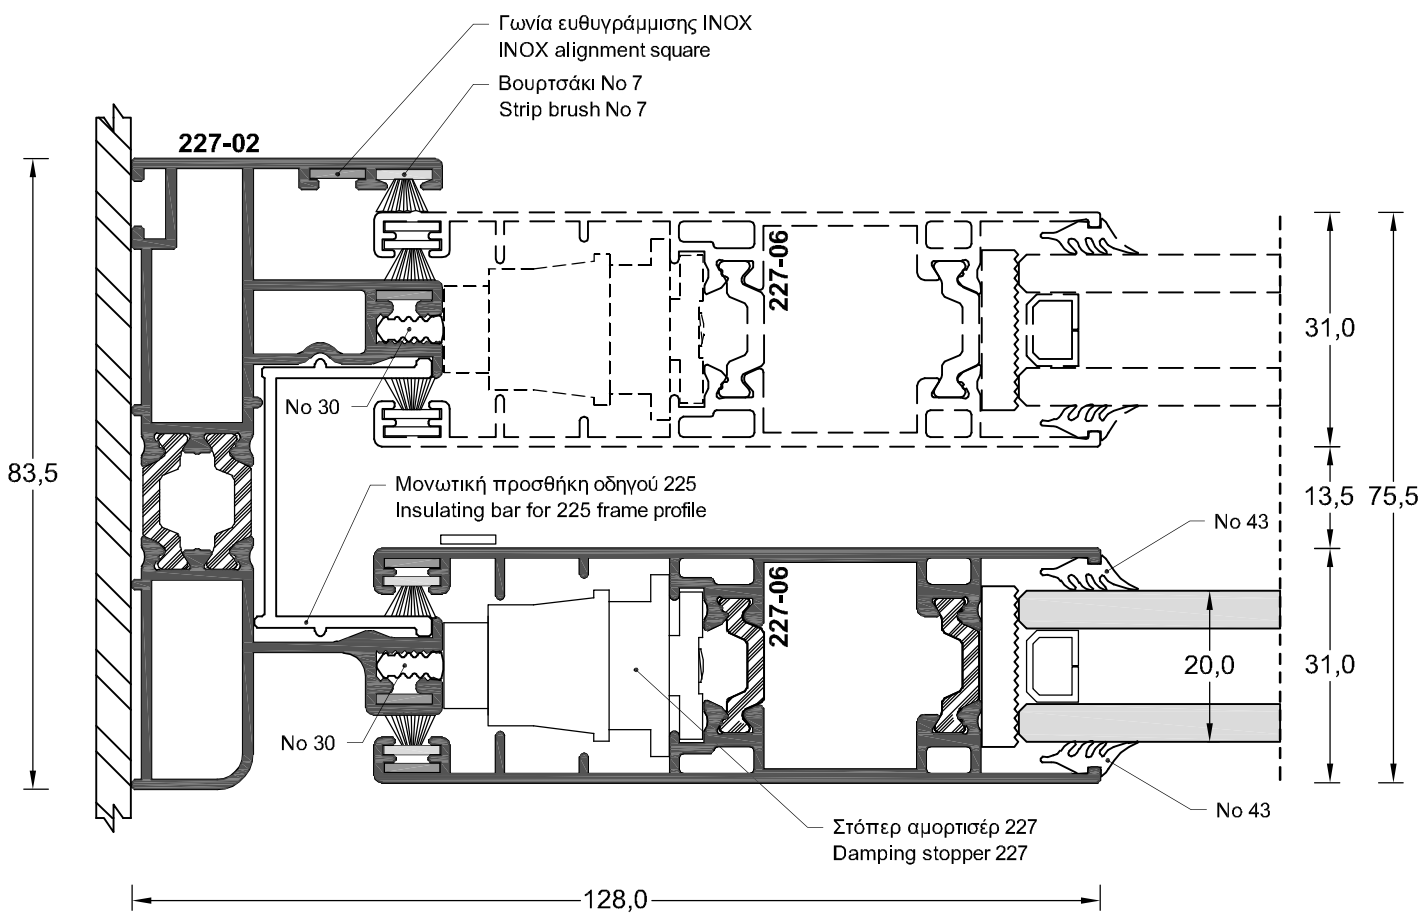 Γωνία ευθυγράμμισης INOX
INOX alignment square
Βουρτσάκι No 7
Strip brush No 7
227-02
227-06
31,0
No 30
83,5
Μονωτική προσθήκη οδηγού 225
Insulating bar for 225 frame profile
13,5
75,5
No 43
227-06
20,0
31,0
No 30
No 43
Στόπερ αμορτισέρ 227
Damping stopper 227
128,0